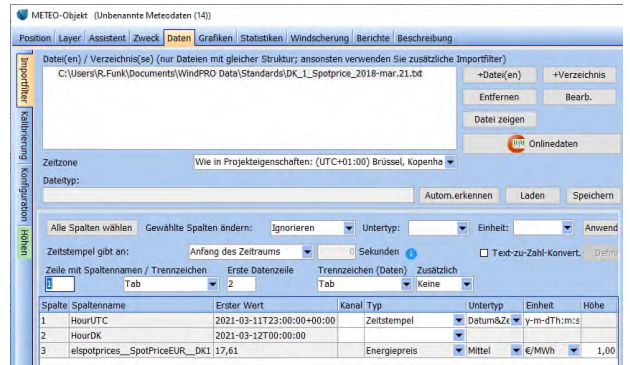 METEO-Objekt (Unbenannte Meteodaten (14))
Position Layer Assistent Zweck Daten Grafiken Statistiken Windscherung Berichte Beschreibung
Importfilter
Kalibrierung
Konfiguration
Höhen
Datei(en) / Verzeichnis(se) (nur Dateien mit gleicher Struktur; ansonsten verwenden Sie zusätzliche Importfilter)
C:\Users\R.Funk\Documents\WindPRO Data\Standards\DK_1_Spotprice_2018-mar.21.txt
+Datei(en) +Verzeichnis
Entfernen Bearb.
Datei zeigen
Onlinedaten
Zeitzone Wie in Projekteigenschaften: (UTC+01:00) Brüssel, Kopenha
Dateityp:
Autom.erkennen Laden Speichern
Alle Spalten wählen Gewählte Spalten ändern: Ignorieren Untertyp: Einheit: Anwend
Zeitstempel gibt an: Anfang des Zeitraums 0 Sekunden Text-zu-Zahl-Konvert. Defin
Zeile mit Spaltennamen / Trennzeichen Erste Datenzeile Trennzeichen (Daten) Zusätzlich
1 Tab 2 Tab Keine
Spalte Spaltenname Erster Wert Kanal Typ Untertyp Einheit Höhe
1 HourUTC 2021-03-11T23:00:00+00:00 Zeitstempel Datum&Ze y-m-dTh:m:s
2 HourDK 2021-03-12T00:00:00
3 elspotprices__SpotPriceEUR__DK1 17,61 Energiepreis Mittel €/MWh 1,00